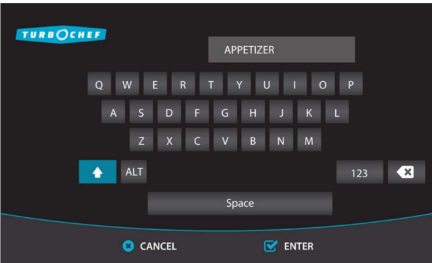 TURBOCHEF
APPETIZER
Q W E R T Y U I O P
A S D F G H J K L
Z X C V B N M
ALT 123
Space
CANCEL ENTER